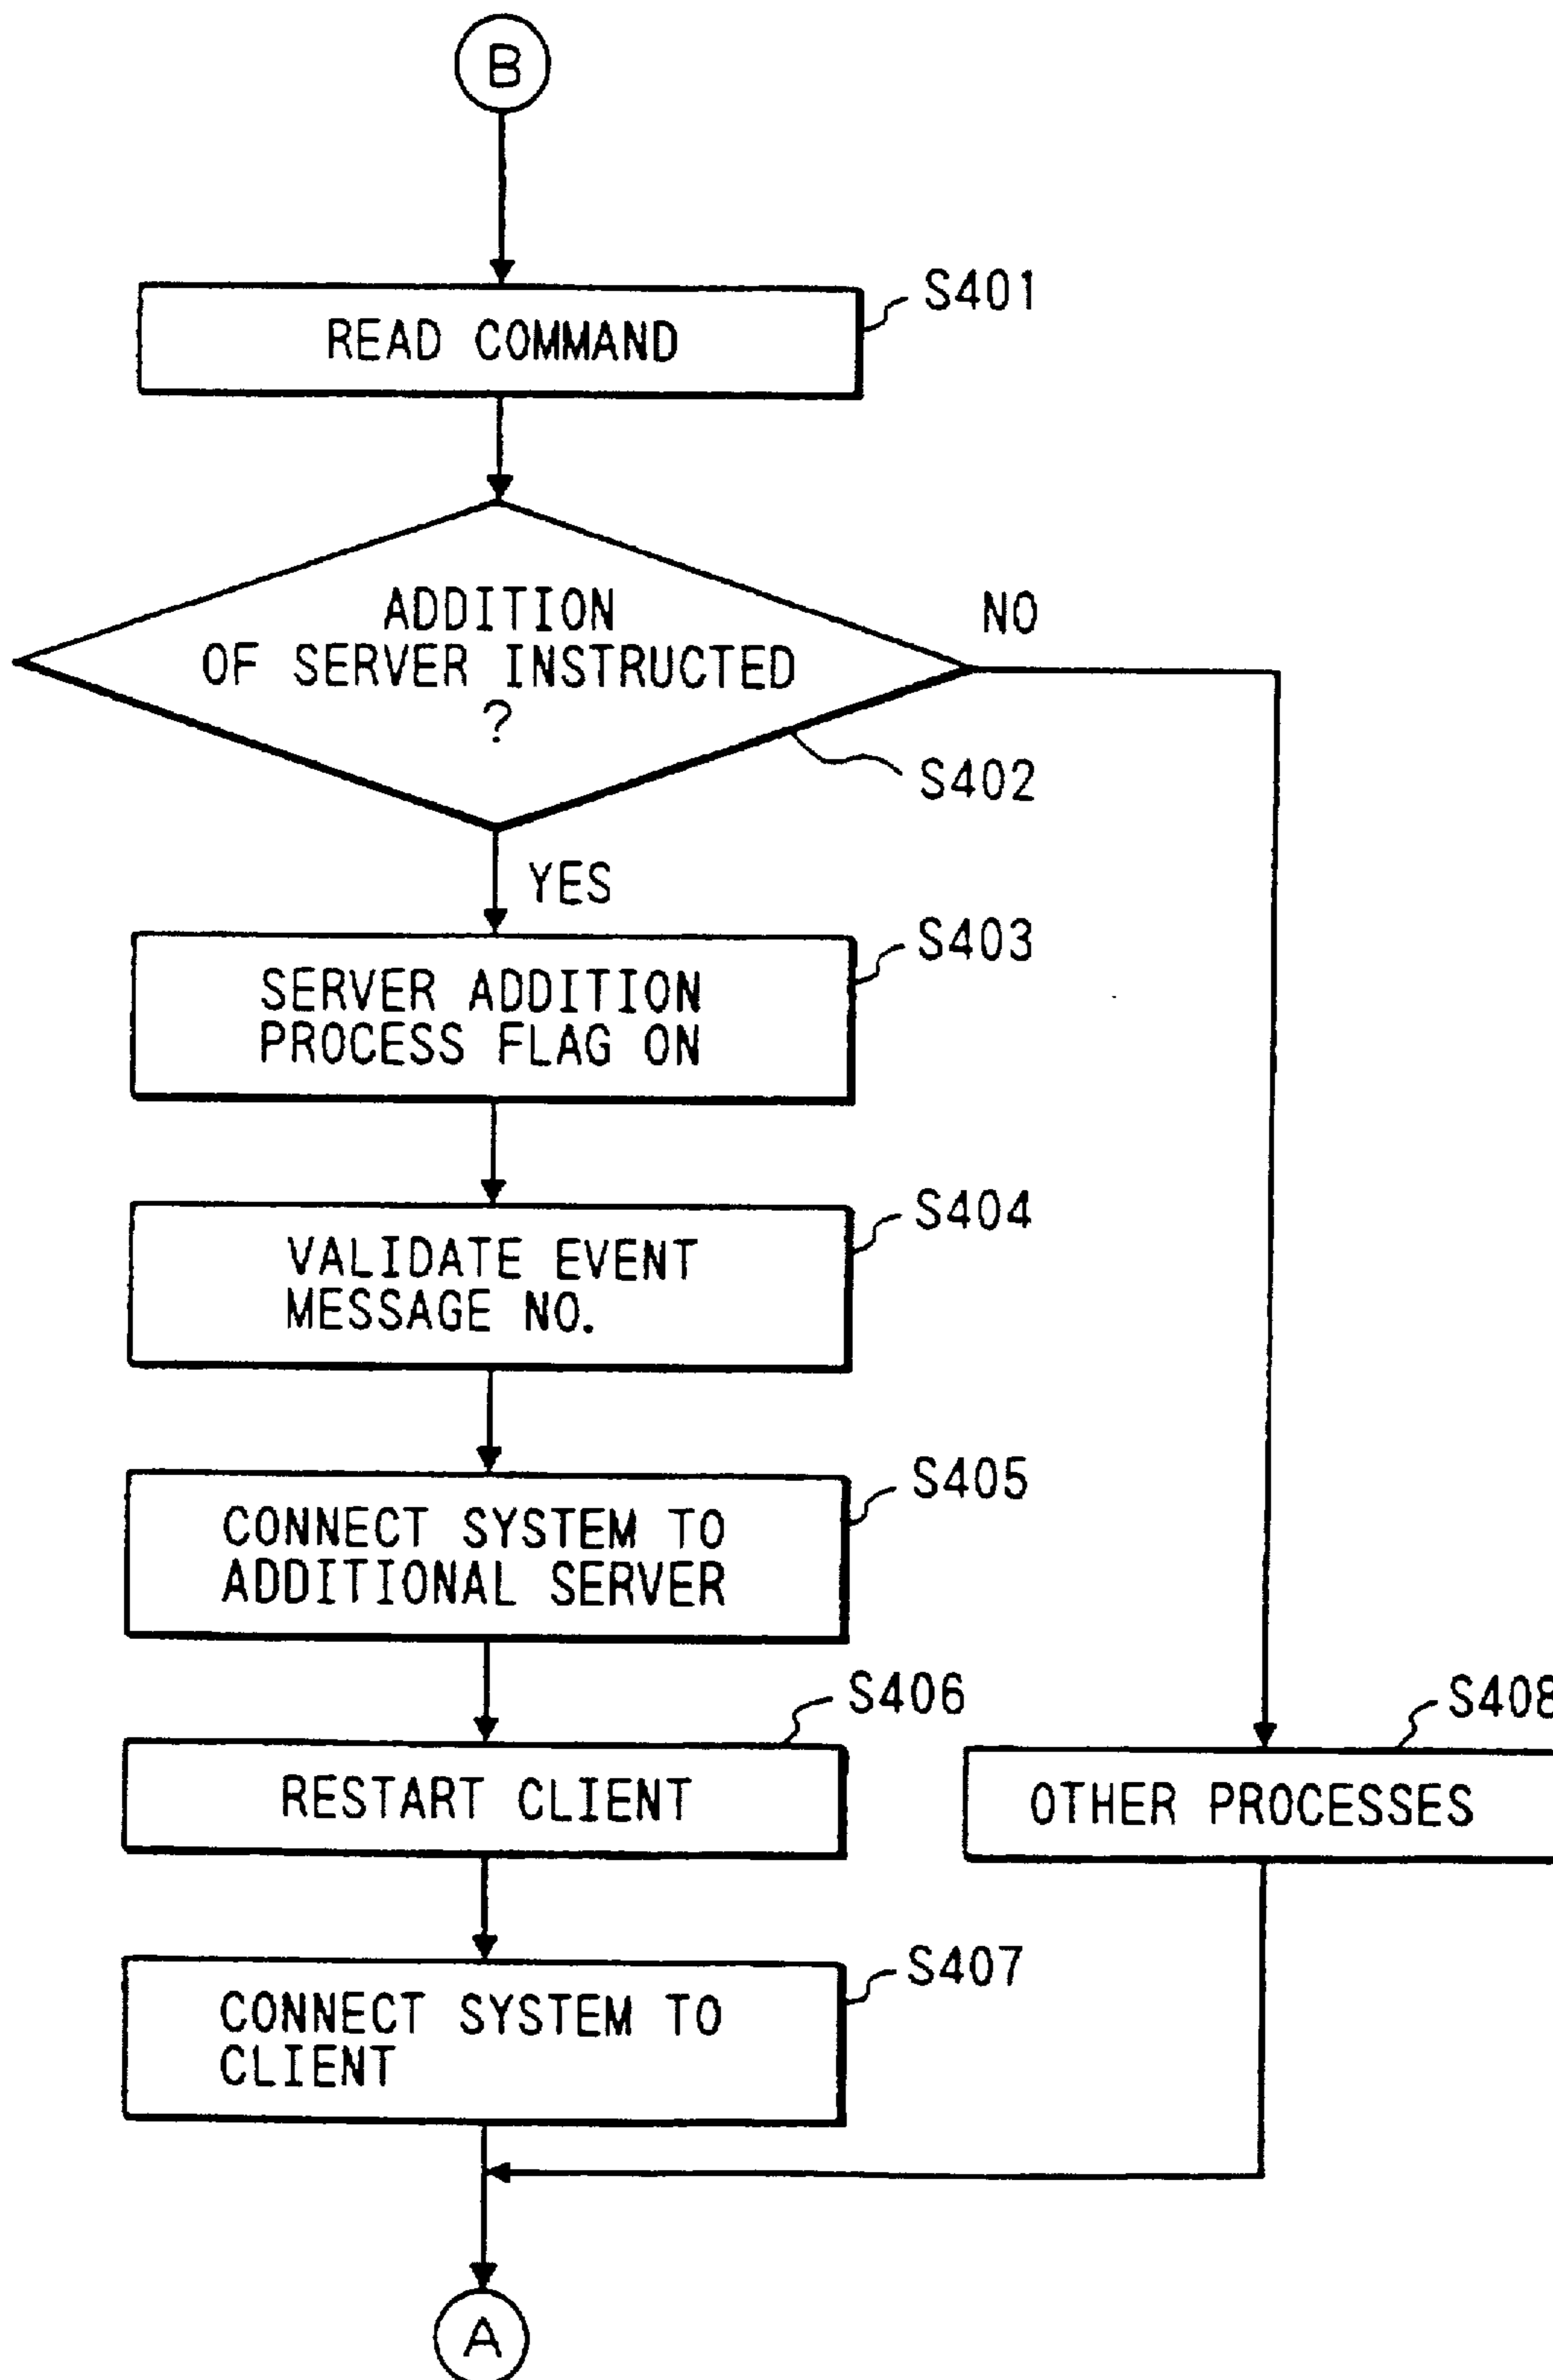 B
S401
READ COMMAND
ADDITION
OF SERVER INSTRUCTED
?
NO
S402
YES
S403
SERVER ADDITION
PROCESS FLAG ON
S404
VALIDATE EVENT
MESSAGE NO.
S405
CONNECT SYSTEM TO
ADDITIONAL SERVER
S406
RESTART CLIENT
S408
OTHER PROCESSES
S407
CONNECT SYSTEM TO
CLIENT
A